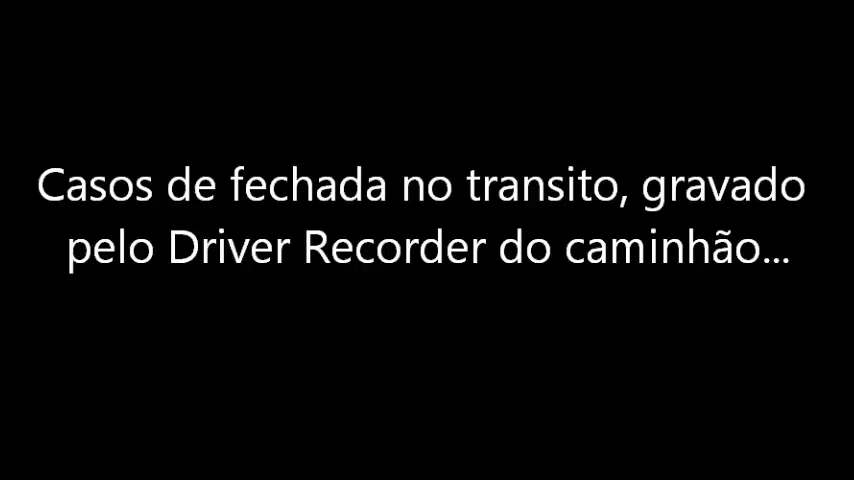 Casos de fechada no transito, gravado
pelo Driver Recorder do caminhão...